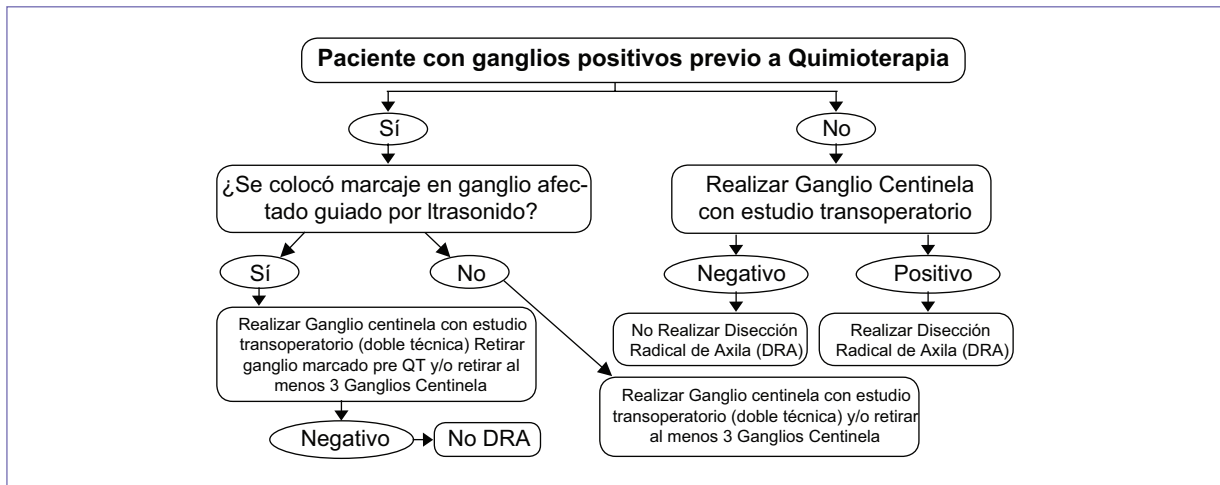 Paciente con ganglios positivos previo a Quimioterapia
Sí
No
¿Se colocó marcaje en ganglio afec-
tado guiado por ltrasonido?
Realizar Ganglio Centinela
con estudio transoperatorio
Sí
No
Negativo
Positivo
Realizar Ganglio centinela con estudio
transoperatorio (doble técnica) Retirar
ganglio marcado pre QT y/o retirar al
menos 3 Ganglios Centinela
No Realizar Disección
Radical de Axila (DRA)
Realizar Disección
Radical de Axila (DRA)
Realizar Ganglio centinela con estudio
transoperatorio (doble técnica) y/o retirar
al menos 3 Ganglios Centinela
Negativo
No DRA